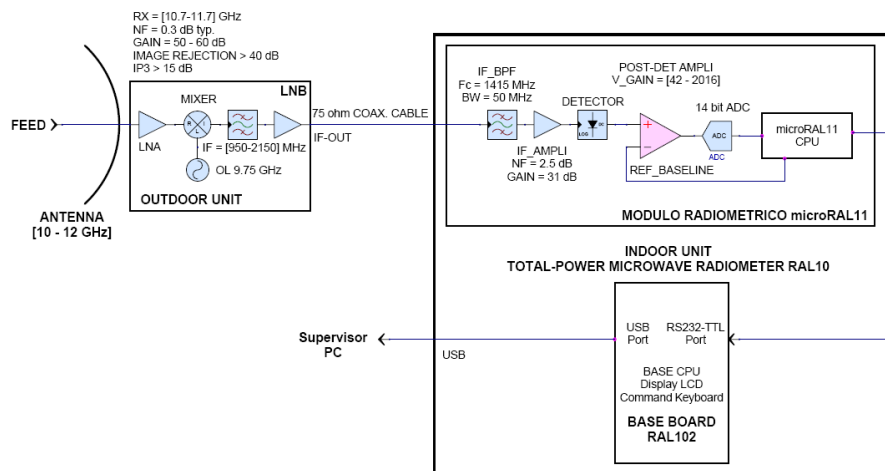 RX = [10.7-11.7] GHz
NF = 0.3 dB typ.
GAIN = 50 - 60 dB
IMAGE REJECTION > 40 dB
IP3 > 15 dB
LNB
MIXER
R
I
L
FEED
LNA
IF = [950-2150] MHz
OL 9.75 GHz
OUTDOOR UNIT
ANTENNA
[10 - 12 GHz]
75 ohm COAX. CABLE
IF-OUT
IF_BPF
Fc = 1415 MHz
BW = 50 MHz
POST-DET AMPLI
V_GAIN = [42 - 2016]
DETECTOR
LOG
DC
14 bit ADC
ADC
ADC
microRAL11
CPU
IF_AMPLI
NF = 2.5 dB
GAIN = 31 dB
REF_BASELINE
MODULO RADIOMETRICO microRAL11
INDOOR UNIT
TOTAL-POWER MICROWAVE RADIOMETER RAL10
Supervisor
PC
USB
USB
Port
RS232-TTL
Port
BASE CPU
Display LCD
Command Keyboard
BASE BOARD
RAL102